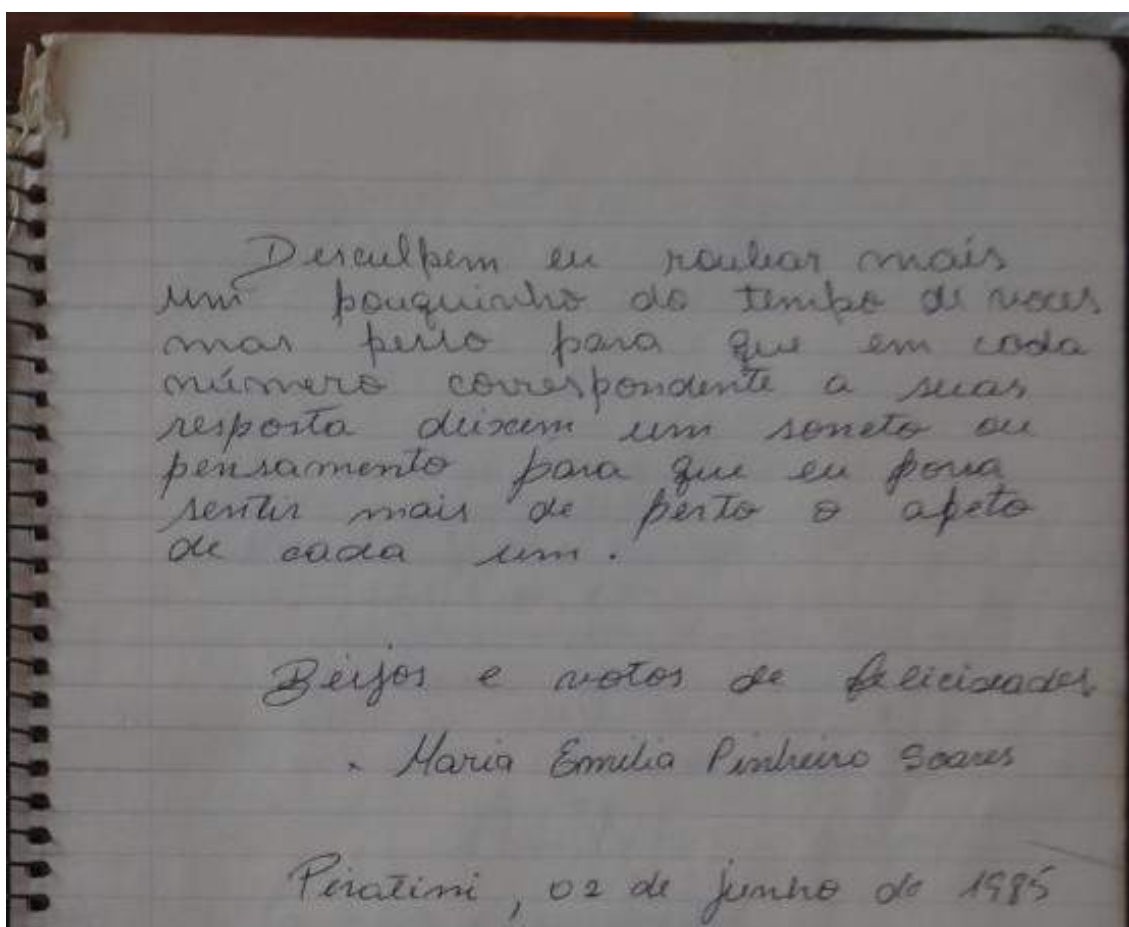 Desculpem eu roubar mais
um pouquinho do tempo de voces
mas peço para que em cada
número correspondente a suas
resposta deixem um soneto ou
pensamento para que eu possa
sentir mais de perto o afeto
de cada um.
Beijos e votos de felicidades
Maria Emilia Pinheiro Soares
Piratini, 02 de junho de 1985